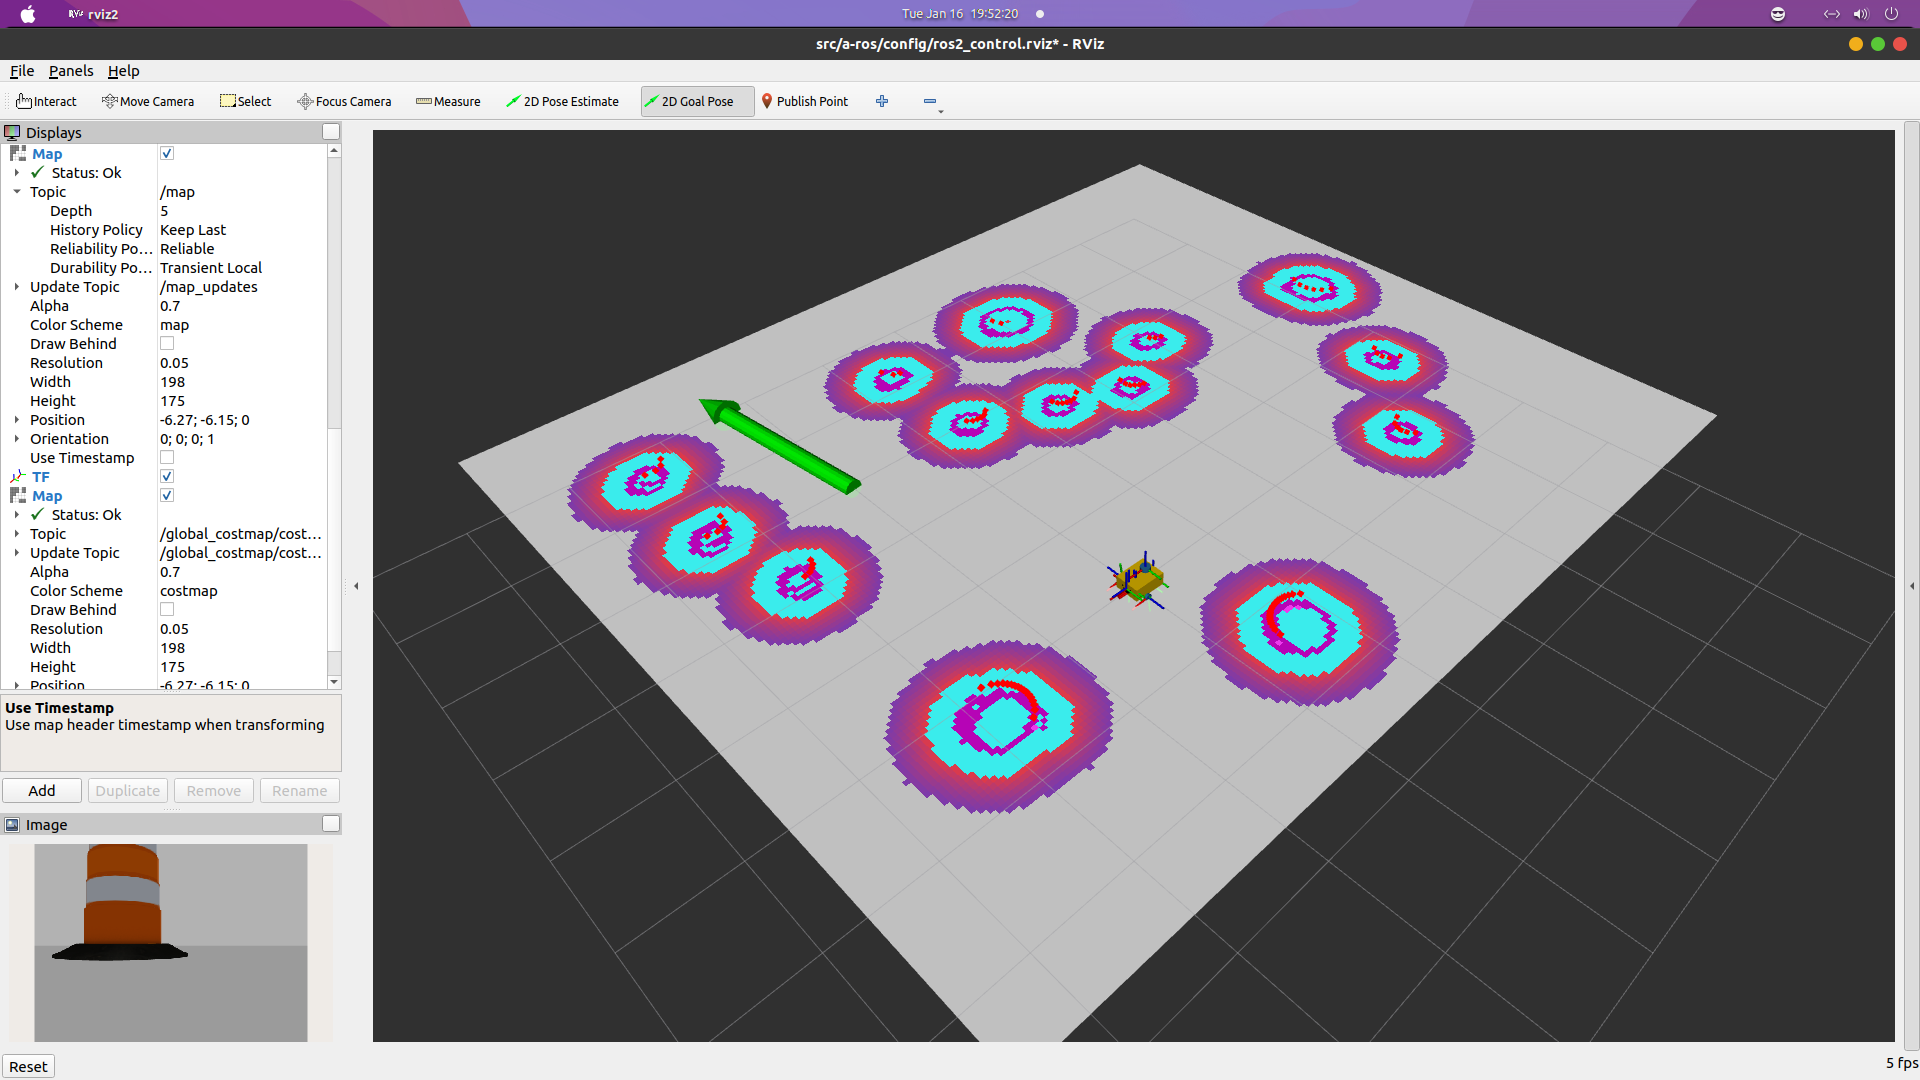 rviz2
Tue Jan 16 19:52:20
src/a-ros/config/ros2_control.rviz* - RViz
File Panels Help
Interact Move Camera Select Focus Camera Measure 2D Pose Estimate 2D Goal Pose Publish Point
Displays
Map
Status: Ok
Topic /map
Depth 5
History Policy Keep Last
Reliability Po... Reliable
Durability Po... Transient Local
Update Topic /map_updates
Alpha 0.7
Color Scheme map
Draw Behind
Resolution 0.05
Width 198
Height 175
Position -6.27; -6.15; 0
Orientation 0; 0; 0; 1
Use Timestamp
TF
Map
Status: Ok
Topic /global_costmap/cost...
Update Topic /global_costmap/cost...
Alpha 0.7
Color Scheme costmap
Draw Behind
Resolution 0.05
Width 198
Height 175
Position -6.27; -6.15; 0
Use Timestamp
Use map header timestamp when transforming
Add Duplicate Remove Rename
Image
Reset
5 fps